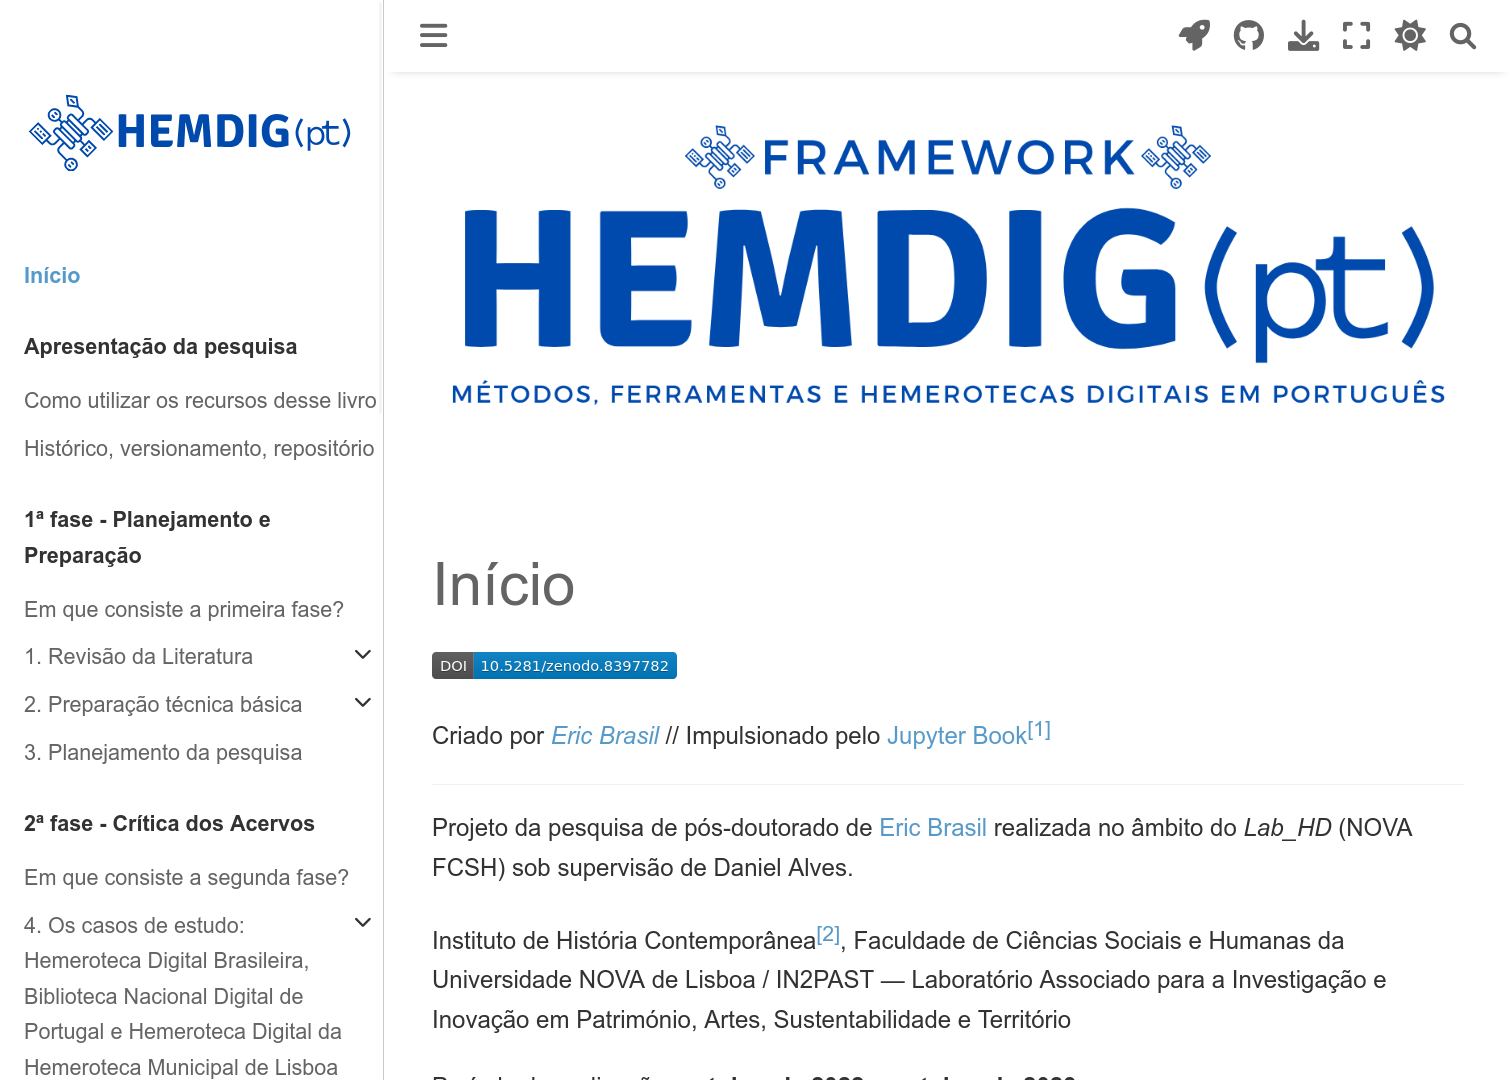 HEMDIG(pt)
Início
Apresentação da pesquisa
Como utilizar os recursos desse livro
Histórico, versionamento, repositório
1ª fase - Planejamento e
Preparação
Em que consiste a primeira fase?
1. Revisão da Literatura
2. Preparação técnica básica
3. Planejamento da pesquisa
2ª fase - Crítica dos Acervos
Em que consiste a segunda fase?
4. Os casos de estudo:
Hemeroteca Digital Brasileira,
Biblioteca Nacional Digital de
Portugal e Hemeroteca Digital da
Hemeroteca Municipal de Lisboa
FRAMEWORK
HEMDIG(pt)
MÉTODOS, FERRAMENTAS E HEMEROTECAS DIGITAIS EM PORTUGUÊS
Início
DOI 10.5281/zenodo.8397782
Criado por Eric Brasil // Impulsionado pelo Jupyter Book[1]
Projeto da pesquisa de pós-doutorado de Eric Brasil realizada no âmbito do Lab_HD (NOVA
FCSH) sob supervisão de Daniel Alves.
Instituto de História Contemporânea[2], Faculdade de Ciências Sociais e Humanas da
Universidade NOVA de Lisboa / IN2PAST — Laboratório Associado para a Investigação e
Inovação em Património, Artes, Sustentabilidade e Território